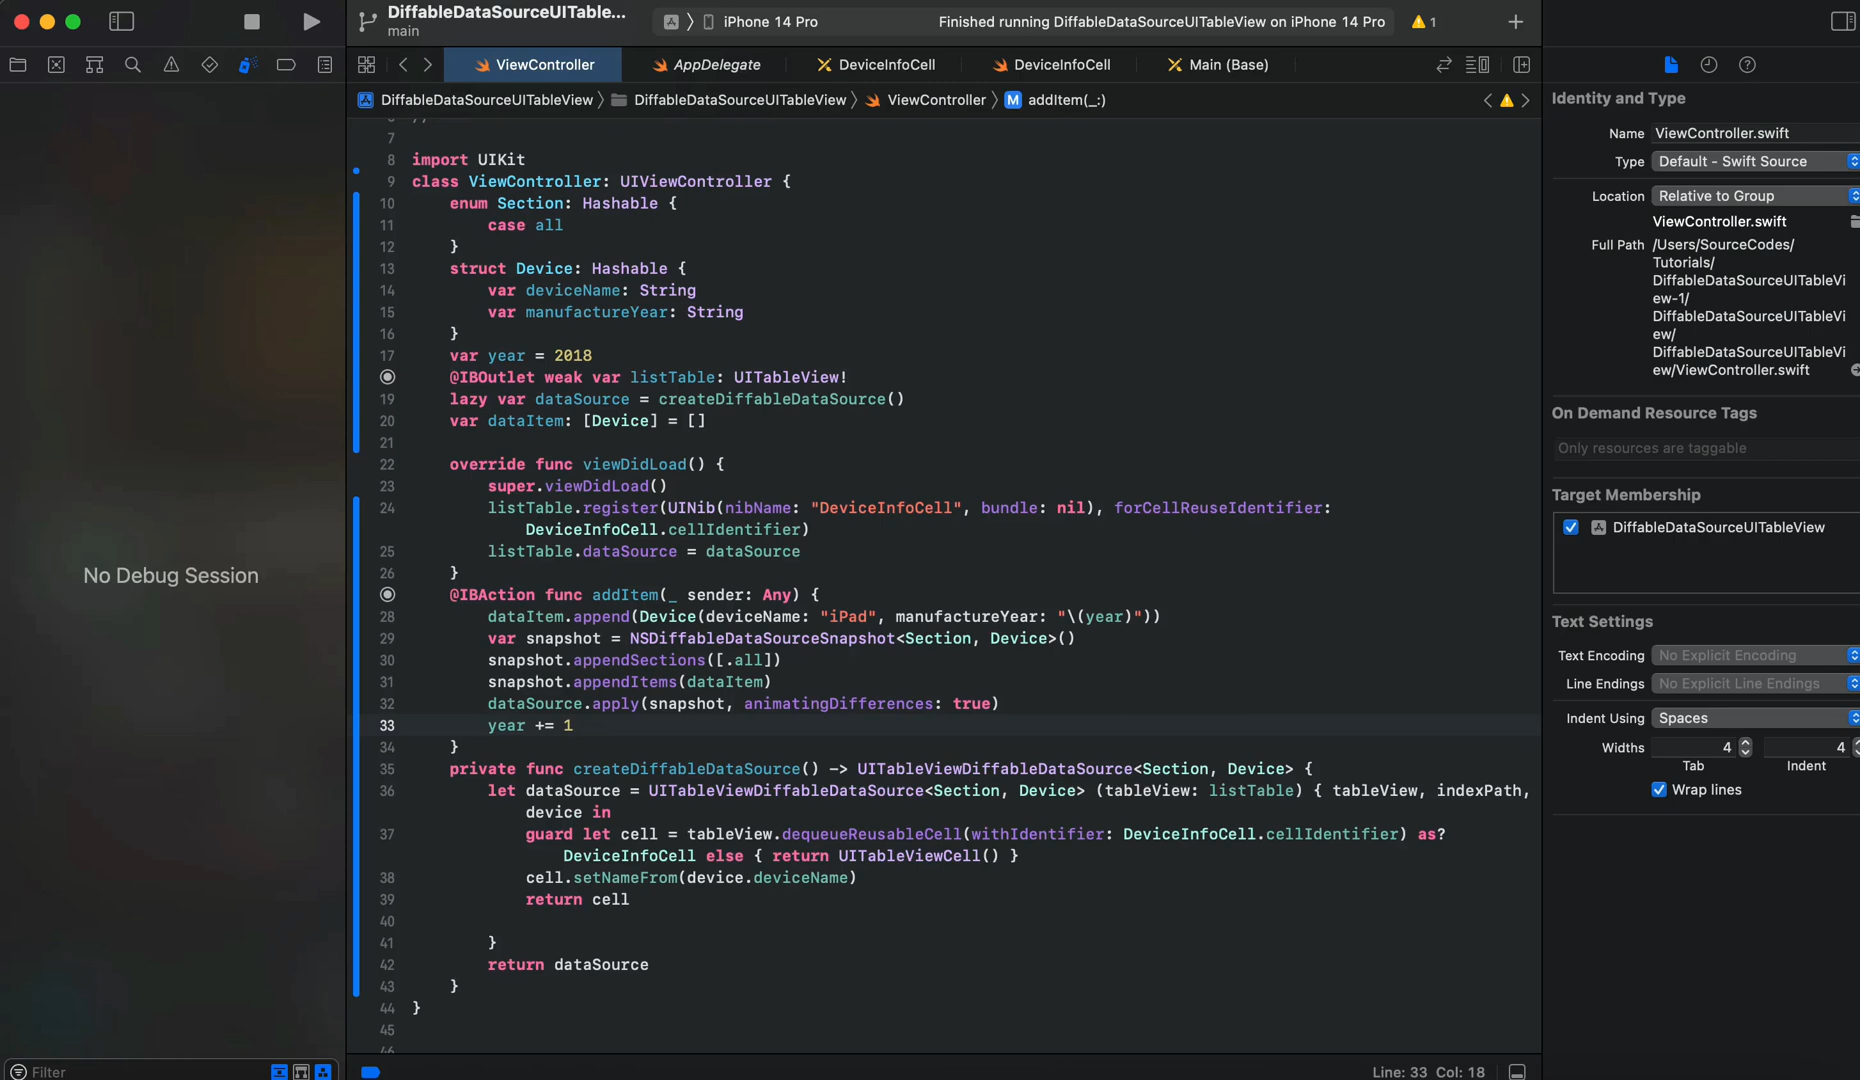 DiffableDataSourceUITable...
main
iPhone 14 Pro
Finished running DiffableDataSourceUITableView on iPhone 14 Pro
1
ViewController
AppDelegate
DeviceInfoCell
DeviceInfoCell
Main (Base)
DiffableDataSourceUITableView
DiffableDataSourceUITableView
ViewController
M addItem(_:)
No Debug Session
Filter
7
8 import UIKit
9 class ViewController: UIViewController {
10 enum Section: Hashable {
11 case all
12 }
13 struct Device: Hashable {
14 var deviceName: String
15 var manufactureYear: String
16 }
17 var year = 2018
@IBOutlet weak var listTable: UITableView!
19 lazy var dataSource = createDiffableDataSource()
20 var dataItem: [Device] = []
21
22 override func viewDidLoad() {
23 super.viewDidLoad()
24 listTable.register(UINib(nibName: "DeviceInfoCell", bundle: nil), forCellReuseIdentifier:
DeviceInfoCell.cellIdentifier)
25 listTable.dataSource = dataSource
26 }
@IBAction func addItem(_ sender: Any) {
28 dataItem.append(Device(deviceName: "iPad", manufactureYear: "\(year)"))
29 var snapshot = NSDiffableDataSourceSnapshot<Section, Device>()
30 snapshot.appendSections([.all])
31 snapshot.appendItems(dataItem)
32 dataSource.apply(snapshot, animatingDifferences: true)
33 year += 1
34 }
35 private func createDiffableDataSource() -> UITableViewDiffableDataSource<Section, Device> {
36 let dataSource = UITableViewDiffableDataSource<Section, Device> (tableView: listTable) { tableView, indexPath,
device in
37 guard let cell = tableView.dequeueReusableCell(withIdentifier: DeviceInfoCell.cellIdentifier) as?
DeviceInfoCell else { return UITableViewCell() }
38 cell.setNameFrom(device.deviceName)
39 return cell
40
41 }
42 return dataSource
43 }
44 }
45
Line: 33 Col: 18
Identity and Type
Name ViewController.swift
Type Default - Swift Source
Location Relative to Group
ViewController.swift
Full Path /Users/SourceCodes/
Tutorials/
DiffableDataSourceUITableVi
ew-1/
DiffableDataSourceUITableVi
ew/
DiffableDataSourceUITableVi
ew/ViewController.swift
On Demand Resource Tags
Only resources are taggable
Target Membership
DiffableDataSourceUITableView
Text Settings
Text Encoding No Explicit Encoding
Line Endings No Explicit Line Endings
Indent Using Spaces
Widths 4 4
Tab Indent
Wrap lines